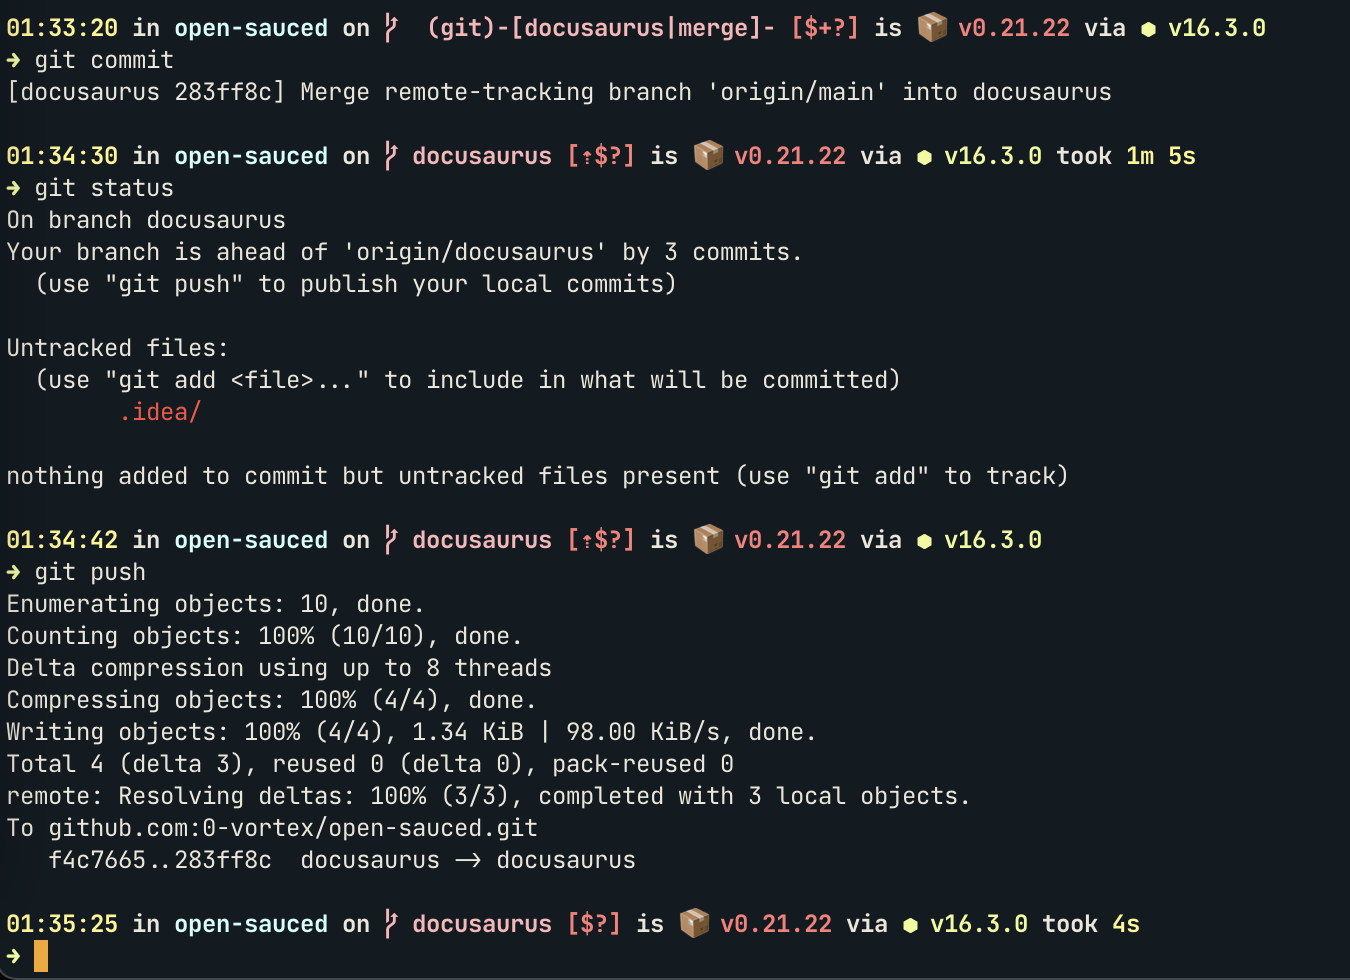 01:33:20 in open-sauced on (git)-[docusaurus|merge]- [$+?] is 📦 v0.21.22 via ⬢ v16.3.0
➜ git commit
[docusaurus 283ff8c] Merge remote-tracking branch 'origin/main' into docusaurus
01:34:30 in open-sauced on docusaurus [⇡$?] is 📦 v0.21.22 via ⬢ v16.3.0 took 1m 5s
➜ git status
On branch docusaurus
Your branch is ahead of 'origin/docusaurus' by 3 commits.
  (use "git push" to publish your local commits)
Untracked files:
  (use "git add <file>..." to include in what will be committed)
        .idea/
nothing added to commit but untracked files present (use "git add" to track)
01:34:42 in open-sauced on docusaurus [⇡$?] is 📦 v0.21.22 via ⬢ v16.3.0
➜ git push
Enumerating objects: 10, done.
Counting objects: 100% (10/10), done.
Delta compression using up to 8 threads
Compressing objects: 100% (4/4), done.
Writing objects: 100% (4/4), 1.34 KiB | 98.00 KiB/s, done.
Total 4 (delta 3), reused 0 (delta 0), pack-reused 0
remote: Resolving deltas: 100% (3/3), completed with 3 local objects.
To github.com:0-vortex/open-sauced.git
   f4c7665..283ff8c  docusaurus -> docusaurus
01:35:25 in open-sauced on docusaurus [$?] is 📦 v0.21.22 via ⬢ v16.3.0 took 4s
➜